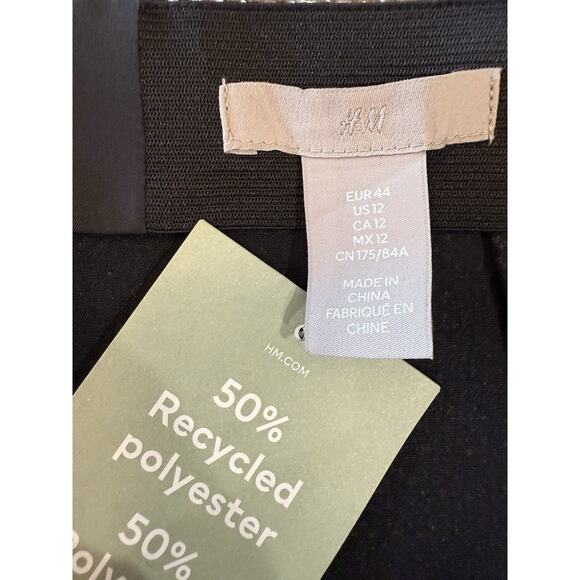 H&M
EUR 44
US 12
CA 12
MX 12
CN 175/84A
MADE IN
CHINA
FABRIQUÉ EN
CHINE
HM.COM
50%
Recycled
polyester
50%